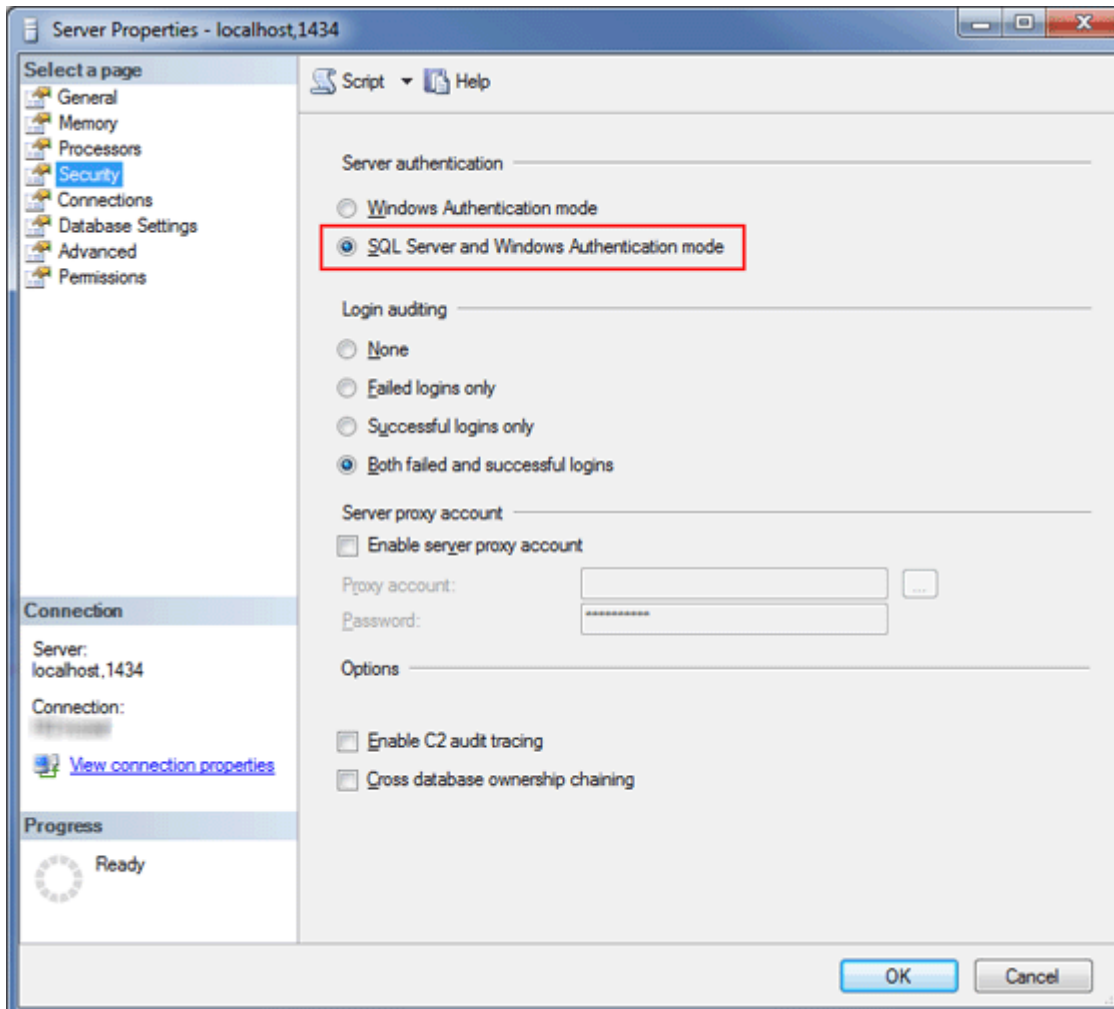 Server Properties - localhost,1434
Select a page
General
Memory
Processors
Security
Connections
Database Settings
Advanced
Permissions
Script
Help
Server authentication
Windows Authentication mode
SQL Server and Windows Authentication mode
Login auditing
None
Failed logins only
Successful logins only
Both failed and successful logins
Server proxy account
Enable server proxy account
Proxy account:
...
Password:
**********
Options
Enable C2 audit tracing
Cross database ownership chaining
Connection
Server:
localhost,1434
Connection:
View connection properties
Progress
Ready
OK
Cancel